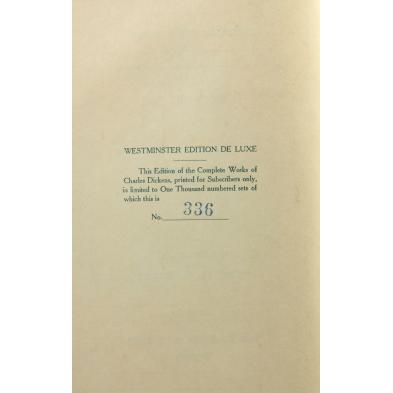 WESTMINSTER EDITION DE LUXE
This Edition of the Complete Works of
Charles Dickens, printed for Subscribers only,
is limited to One Thousand numbered sets of
which this is
No. 336